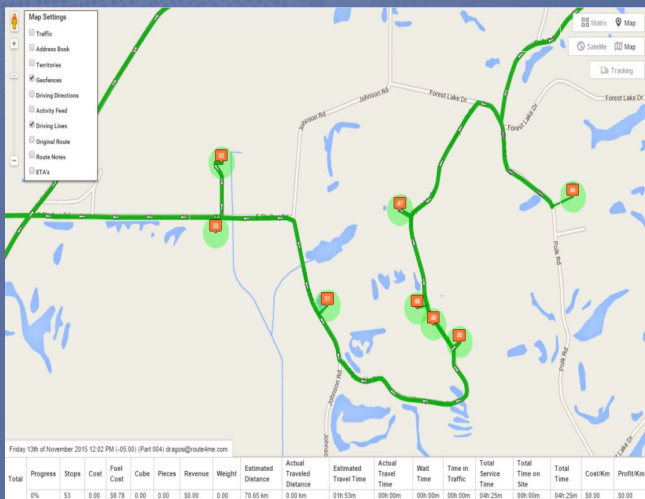 Map Settings
Traffic
Address Book
Territories
Geofences
Driving Directions
Activity Feed
Driving Lines
Original Route
Route Notes
ETA's
Matrix
Map
Satellite
Map
Tracking
Johnson Rd
Johnson Rd
Forest Lake Dr
Forest Lake Dr
Forest Lake Dr
52
46
47
53
51
48
49
50
Polk Rd
Polk Rd
Johnson Rd
Friday 13th of November 2015 12:02 PM (-05:00) (Part 004) dragosi@route4me.com
Total Progress Stops Cost Fuel Cost Cube Pieces Revenue Weight Estimated Distance Actual Traveled Distance Estimated Travel Time Actual Travel Time Wait Time Time in Traffic Total Service Time Total Time on Site Total Time Cost/Km Profit/Km
0% 53 0.00 $8.78 0.00 0.00 $0.00 0.00 70.65 km 0.00 km 01h:53m 00h:00m 00h:00m 00h:00m 04h:25m 00h:00m 04h:25m $0.00 $0.00